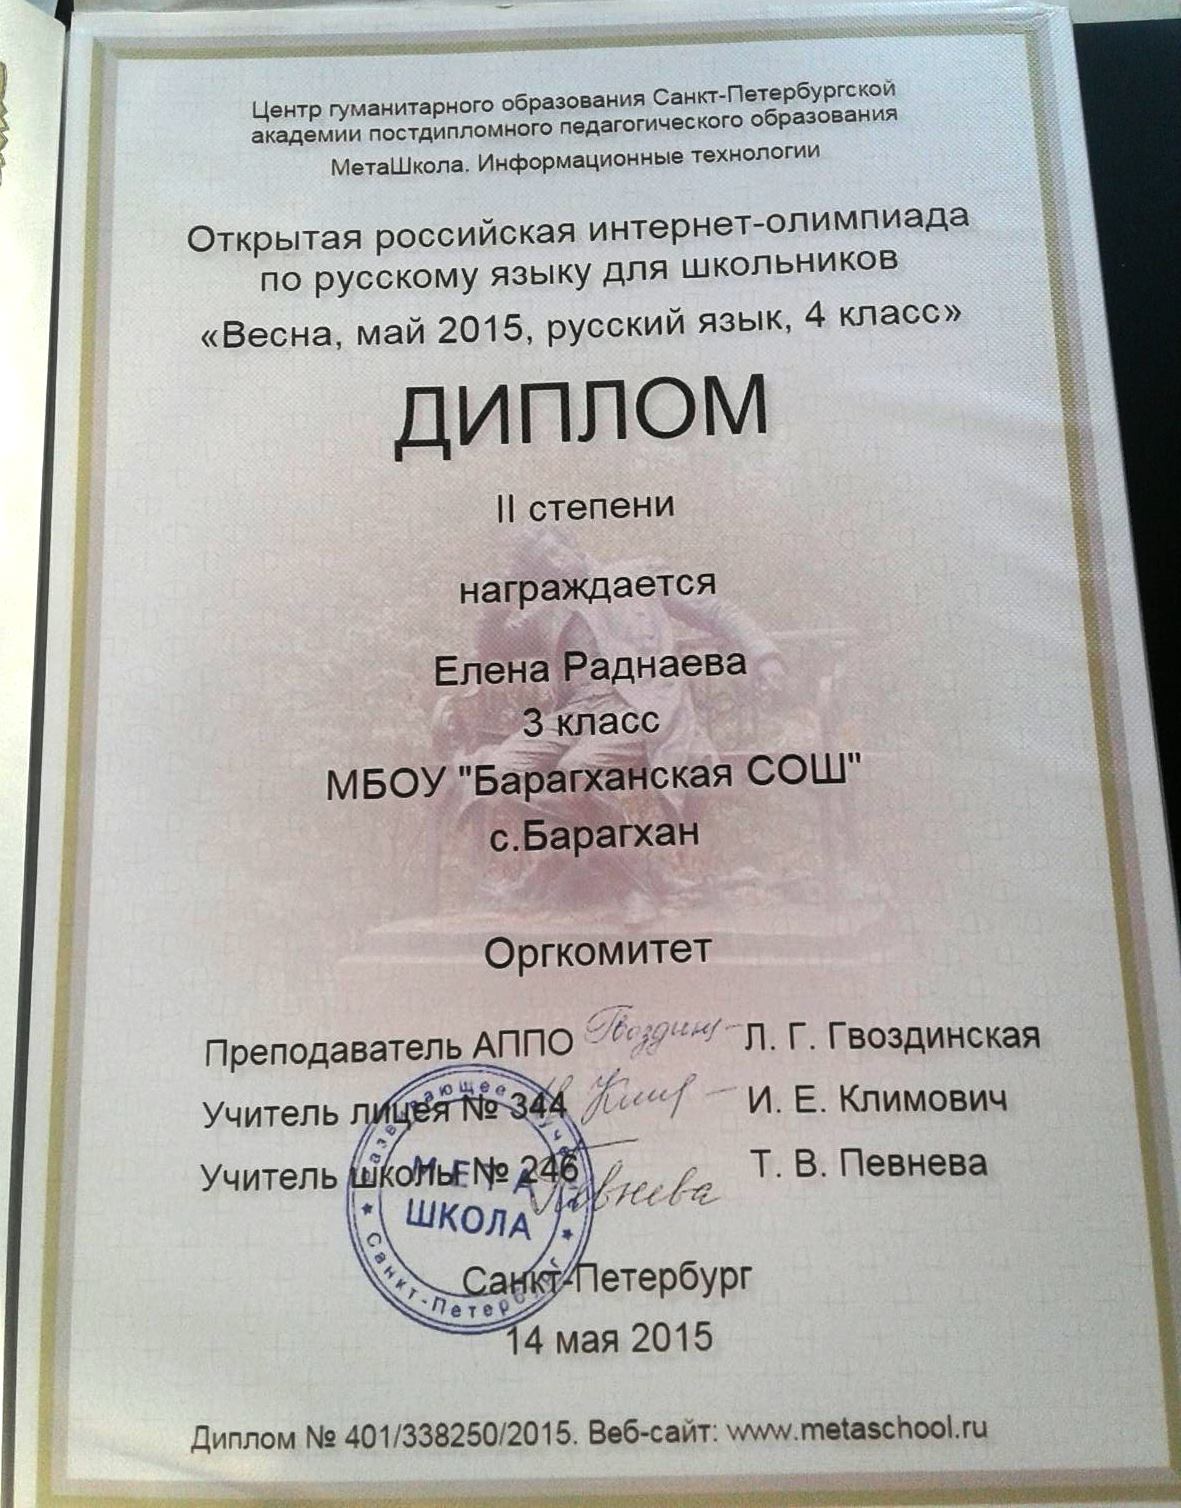 Центр гуманитарного образования Санкт-Петербургской
академии постдипломного педагогического образования
МетаШкола. Информационные технологии
Открытая российская интернет-олимпиада
по русскому языку для школьников
«Весна, май 2015, русский язык, 4 класс»
ДИПЛОМ
II степени
награждается
Елена Раднаева
3 класс
МБОУ "Барагханская СОШ"
с.Барагхан
Оргкомитет
Преподаватель АППО Л. Г. Гвоздинская
Учитель лицея № 344 И. Е. Климович
Учитель школы № 246 Певнева Т. В. Певнева
МЕТА
ШКОЛА
Санкт-Петербург
Санкт-Петербург
14 мая 2015
Диплом № 401/338250/2015. Веб-сайт: www.metaschool.ru